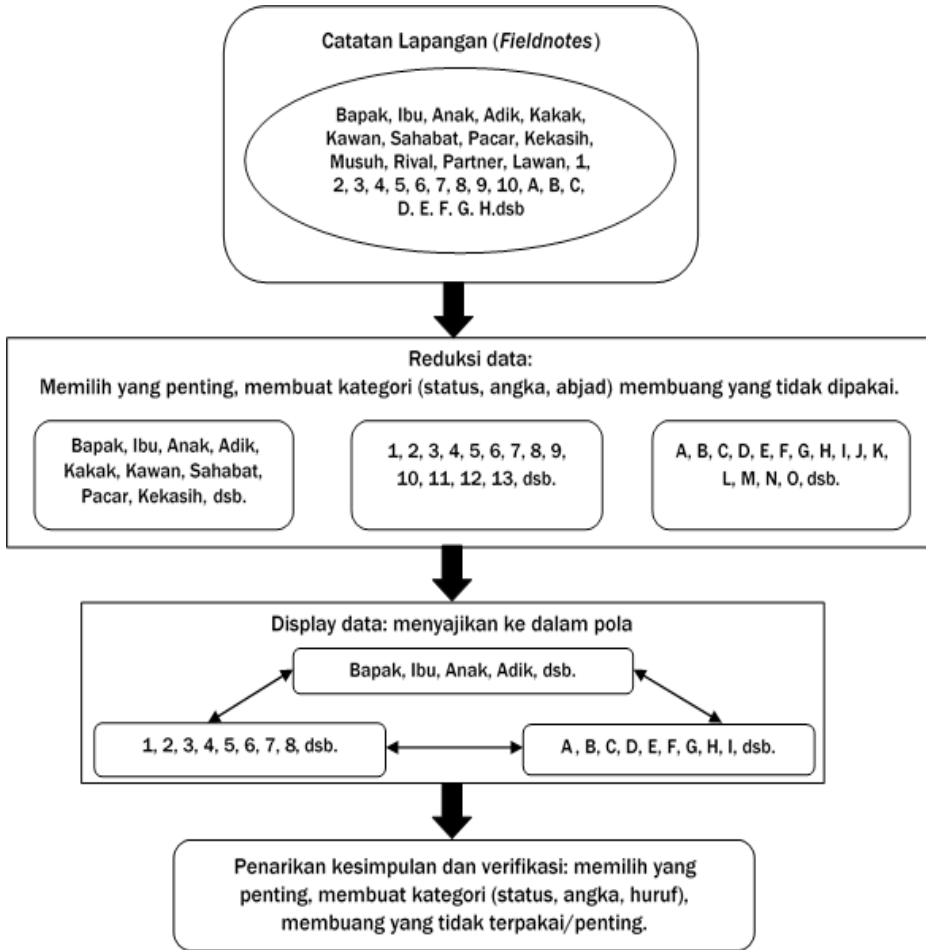 Catatan Lapangan (Fieldnotes)
Bapak, Ibu, Anak, Adik, Kakak,
Kawan, Sahabat, Pacar, Kekasih,
Musuh, Rival, Partner, Lawan, 1,
2, 3, 4, 5, 6, 7, 8, 9, 10, A, B, C,
D. E. F. G. H.dsb
Reduksi data:
Memilih yang penting, membuat kategori (status, angka, abjad) membuang yang tidak dipakai.
Bapak, Ibu, Anak, Adik,
Kakak, Kawan, Sahabat,
Pacar, Kekasih, dsb.
1, 2, 3, 4, 5, 6, 7, 8, 9,
10, 11, 12, 13, dsb.
A, B, C, D, E, F, G, H, I, J, K,
L, M, N, O, dsb.
Display data: menyajikan ke dalam pola
Bapak, Ibu, Anak, Adik, dsb.
1, 2, 3, 4, 5, 6, 7, 8, dsb.
A , B, C, D, E, F, G, H, I, dsb.
Penarikan kesimpulan dan verifikasi: memilih yang
penting, membuat kategori (status, angka, huruf),
membuang yang tidak terpakai/penting.